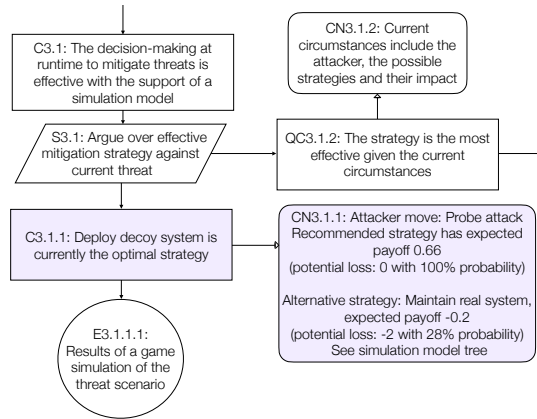 C3.1: The decision-making at
runtime to mitigate threats is
effective with the support of a
simulation model
CN3.1.2: Current
circumstances include the
attacker, the possible
strategies and their impact
S3.1: Argue over effective
mitigation strategy against
current threat
QC3.1.2: The strategy is the most
effective given the current
circumstances
C3.1.1: Deploy decoy system is
currently the optimal strategy
CN3.1.1: Attacker move: Probe attack
Recommended strategy has expected
payoff 0.66
(potential loss: 0 with 100% probability)
Alternative strategy: Maintain real system,
expected payoff -0.2
(potential loss: -2 with 28% probability)
See simulation model tree
E3.1.1.1:
Results of a game
simulation of the
threat scenario